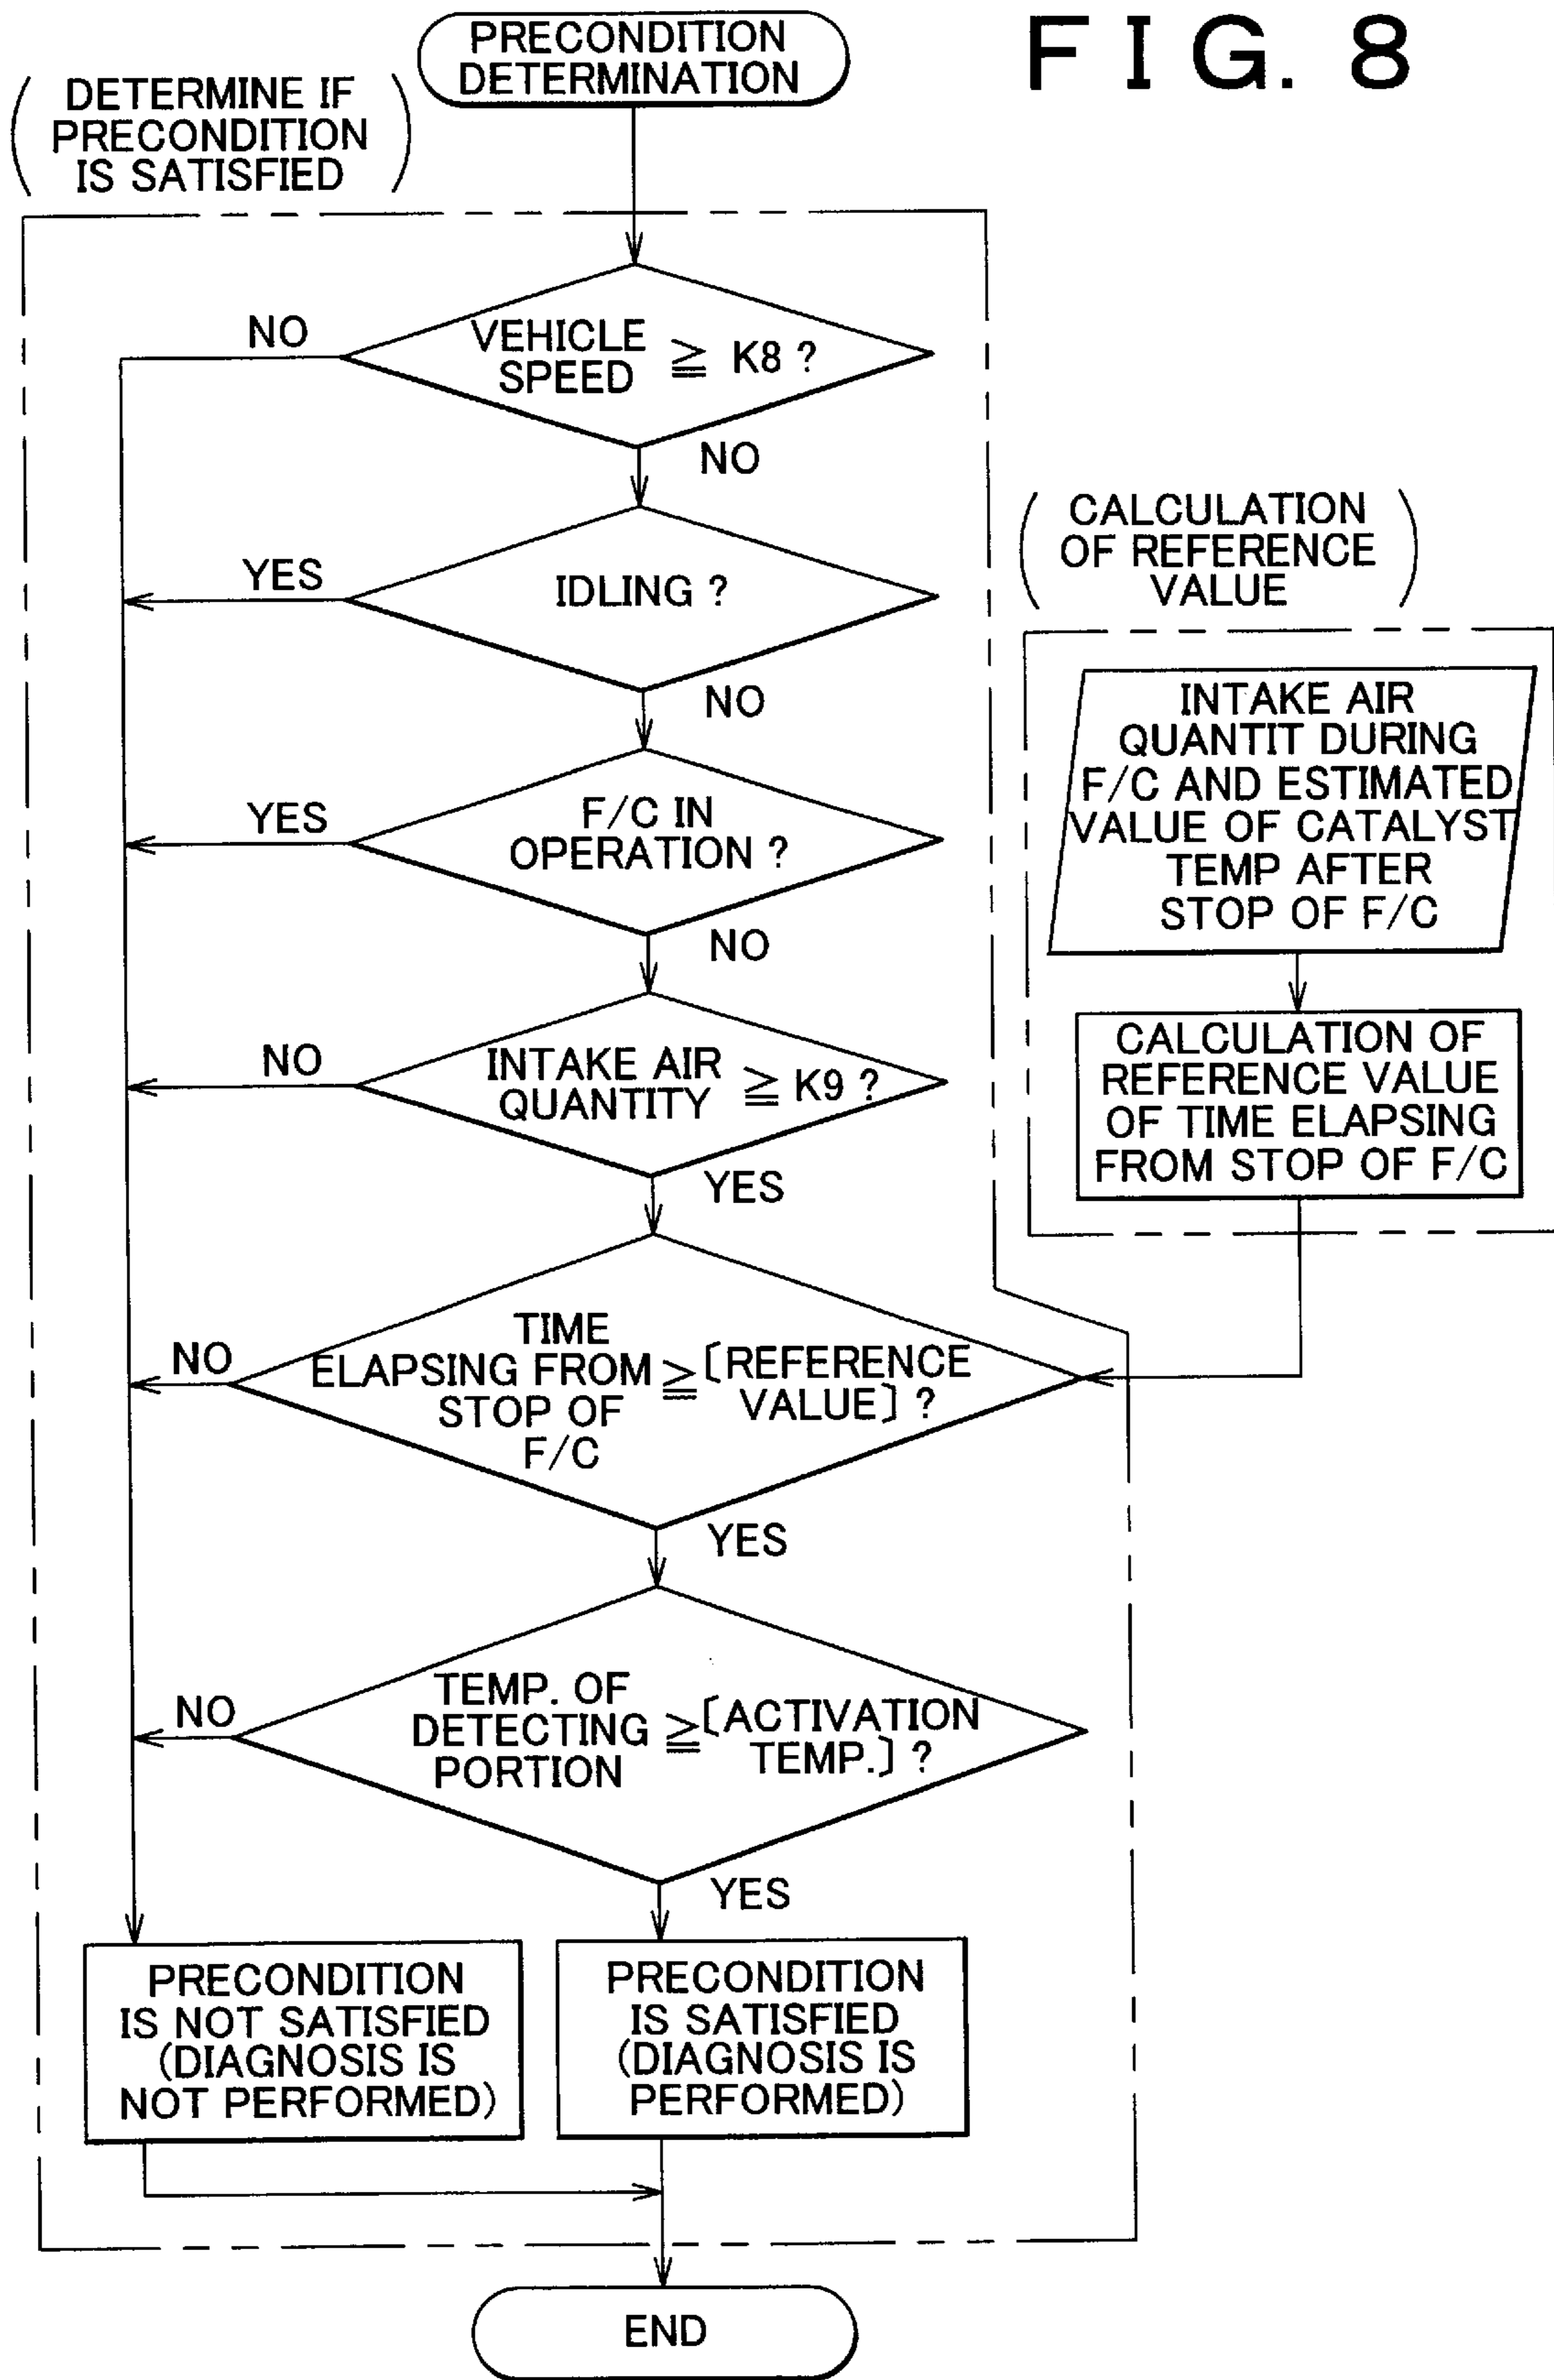 FIG. 8
PRECONDITION
DETERMINATION
( DETERMINE IF
PRECONDITION
IS SATISFIED )
VEHICLE
SPEED ≧ K8 ?
NO
NO
IDLING ?
YES
NO
F/C IN
OPERATION ?
YES
NO
INTAKE AIR
QUANTITY ≧ K9 ?
NO
YES
( CALCULATION
OF REFERENCE
VALUE )
INTAKE AIR
QUANTIT DURING
F/C AND ESTIMATED
VALUE OF CATALYST
TEMP AFTER
STOP OF F/C
CALCULATION OF
REFERENCE VALUE
OF TIME ELAPSING
FROM STOP OF F/C
TIME
ELAPSING FROM
STOP OF
F/C
≧ [REFERENCE
VALUE] ?
NO
YES
TEMP. OF
DETECTING
PORTION
≧ [ACTIVATION
TEMP.] ?
NO
YES
PRECONDITION
IS NOT SATISFIED
(DIAGNOSIS IS
NOT PERFORMED)
PRECONDITION
IS SATISFIED
(DIAGNOSIS IS
PERFORMED)
END